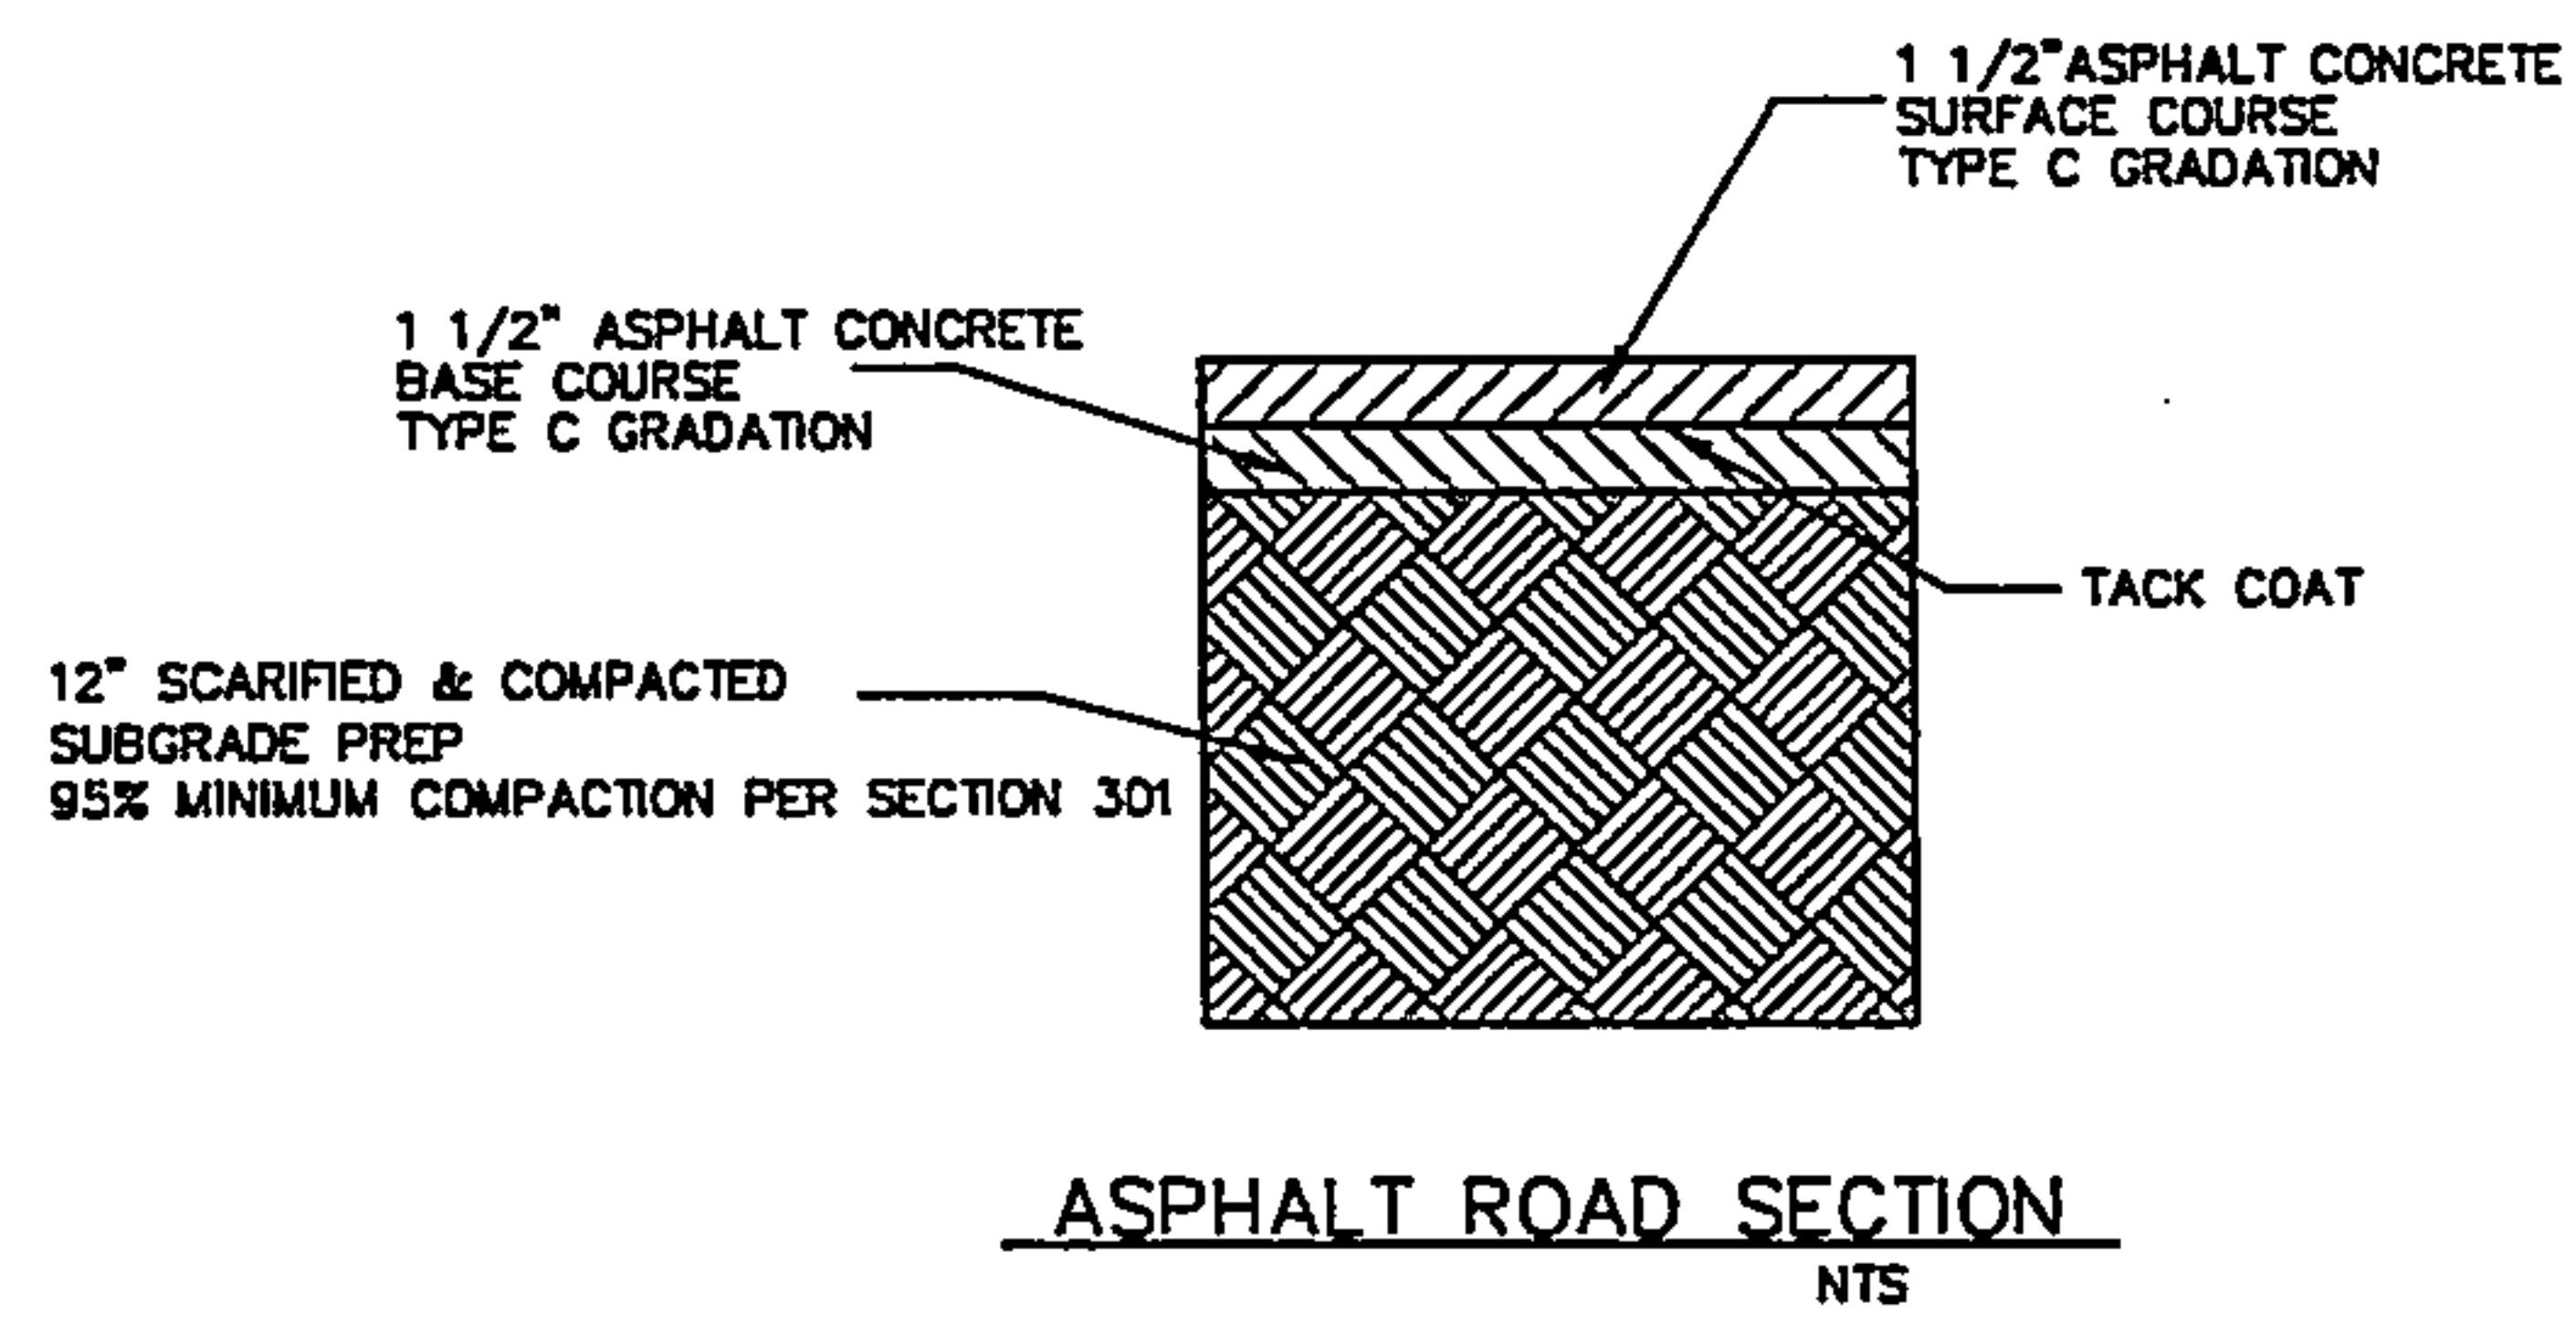 1 1/2"ASPHALT CONCRETE
SURFACE COURSE
TYPE C GRADATION
1 1/2" ASPHALT CONCRETE
BASE COURSE
TYPE C GRADATION
TACK COAT
12" SCARIFIED & COMPACTED
SUBGRADE PREP
95% MINIMUM COMPACTION PER SECTION 301
ASPHALT ROAD SECTION
NTS